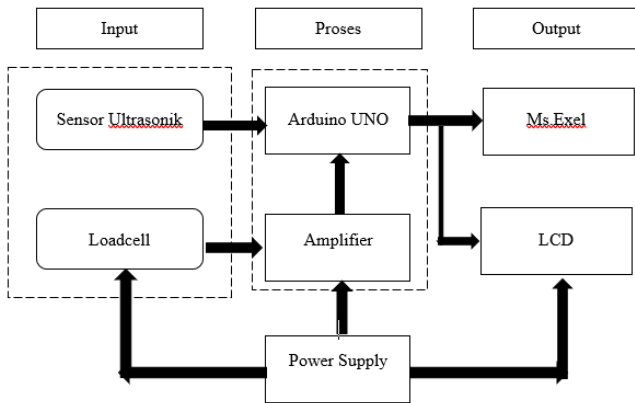 Input
Proses
Output
Sensor Ultrasonik
Arduino UNO
Ms.Exel
Loadcell
Amplifier
LCD
Power Supply